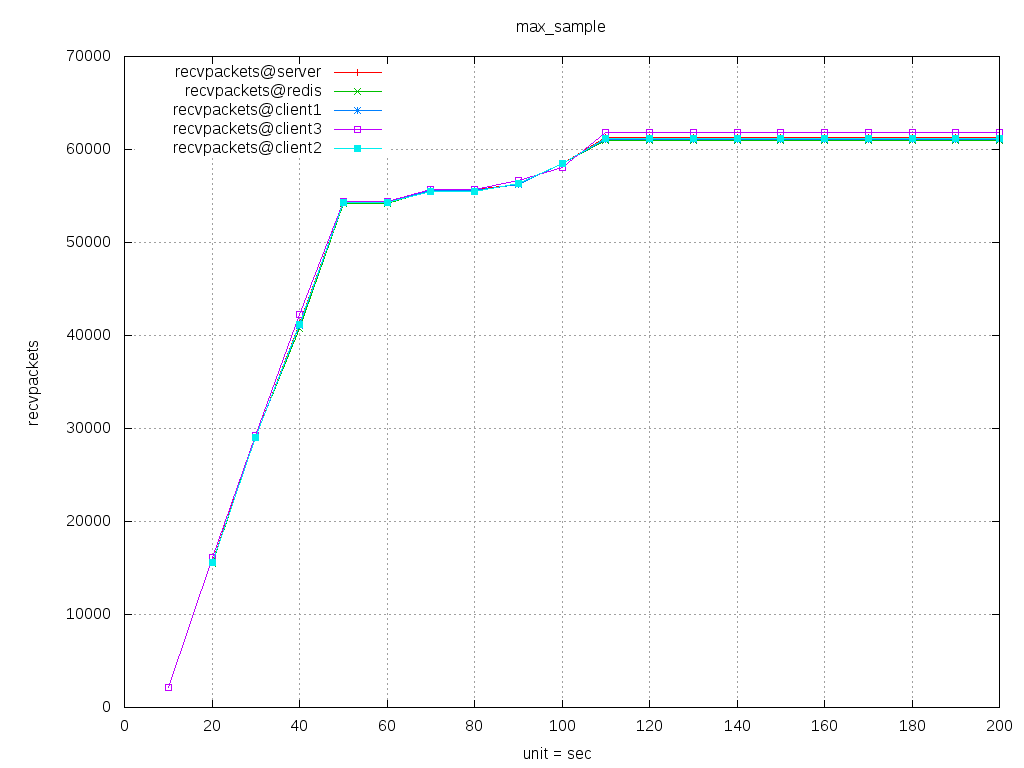 max_sample
70000
60000
50000
40000
30000
20000
10000
0
recvpackets
recvpackets@server
recvpackets@redis
recvpackets@client1
recvpackets@client3
recvpackets@client2
0 20 40 60 80 100 120 140 160 180 200
unit = sec